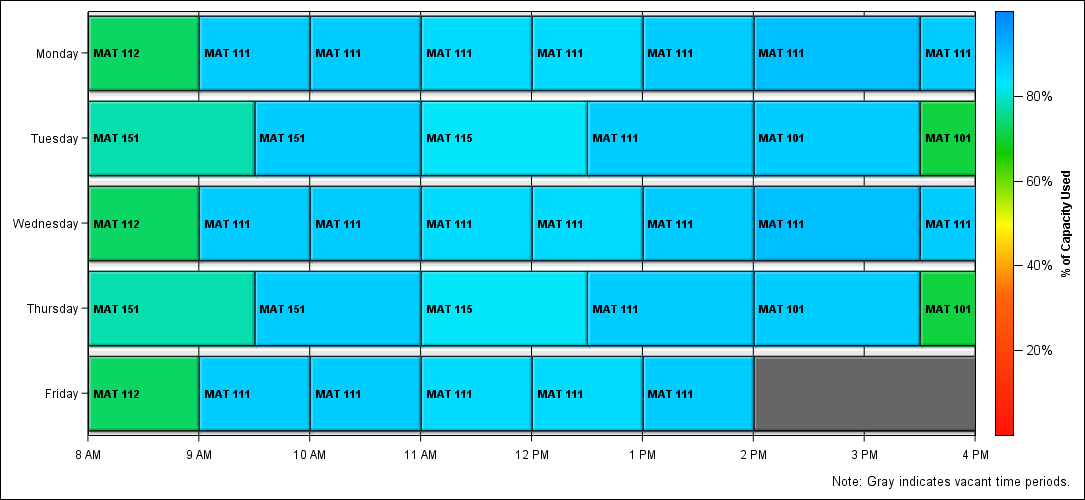 Monday
MAT 112 MAT 111 MAT 111 MAT 111 MAT 111 MAT 111 MAT 111 MAT 111
Tuesday
MAT 151 MAT 151 MAT 115 MAT 111 MAT 101 MAT 101
Wednesday
MAT 112 MAT 111 MAT 111 MAT 111 MAT 111 MAT 111 MAT 111 MAT 111
Thursday
MAT 151 MAT 151 MAT 115 MAT 111 MAT 101 MAT 101
Friday
MAT 112 MAT 111 MAT 111 MAT 111 MAT 111 MAT 111
8 AM 9 AM 10 AM 11 AM 12 PM 1 PM 2 PM 3 PM 4 PM
80%
60%
40%
20%
% of Capacity Used
Note: Gray indicates vacant time periods.